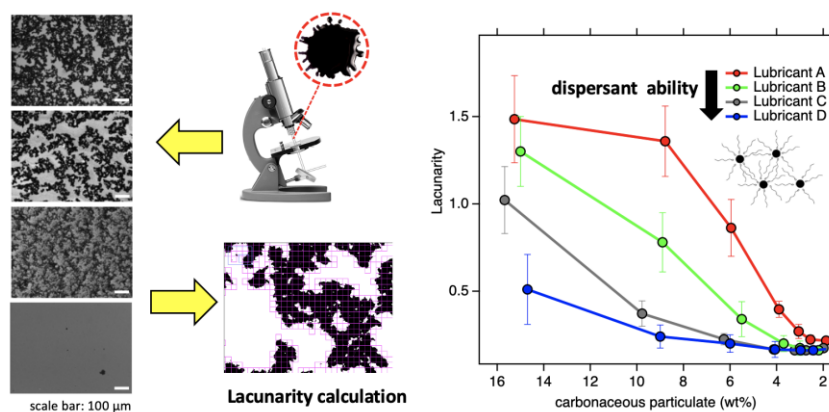 scale bar: 100 µm
Lacunarity calculation
Lacunarity
1.5
1.0
0.5
dispersant ability
Lubricant A
Lubricant B
Lubricant C
Lubricant D
16 14 12 10 8 6 4 2
carbonaceous particulate (wt%)